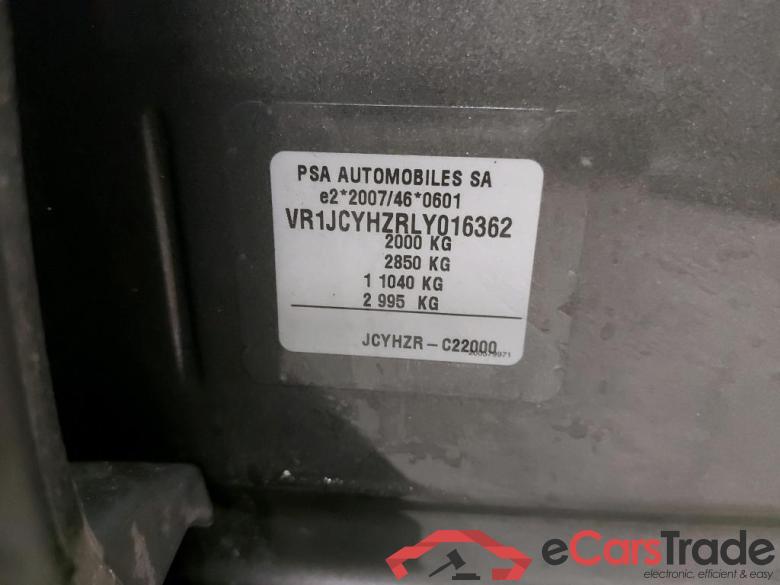 PSA AUTOMOBILES SA
e2*2007/46*0601
VR1JCYHZRLY016362
2000 KG
2850 KG
1 1040 KG
2 995 KG
JCYHZR - C22000
eCarsTrade
electronic, efficient & easy